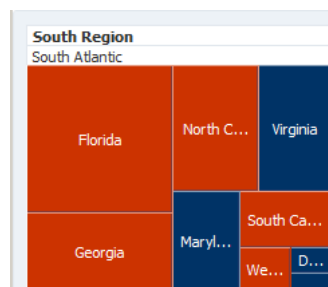 South Region
South Atlantic
Florida
North C...
Virginia
Georgia
Maryl...
South Ca...
We...
D...